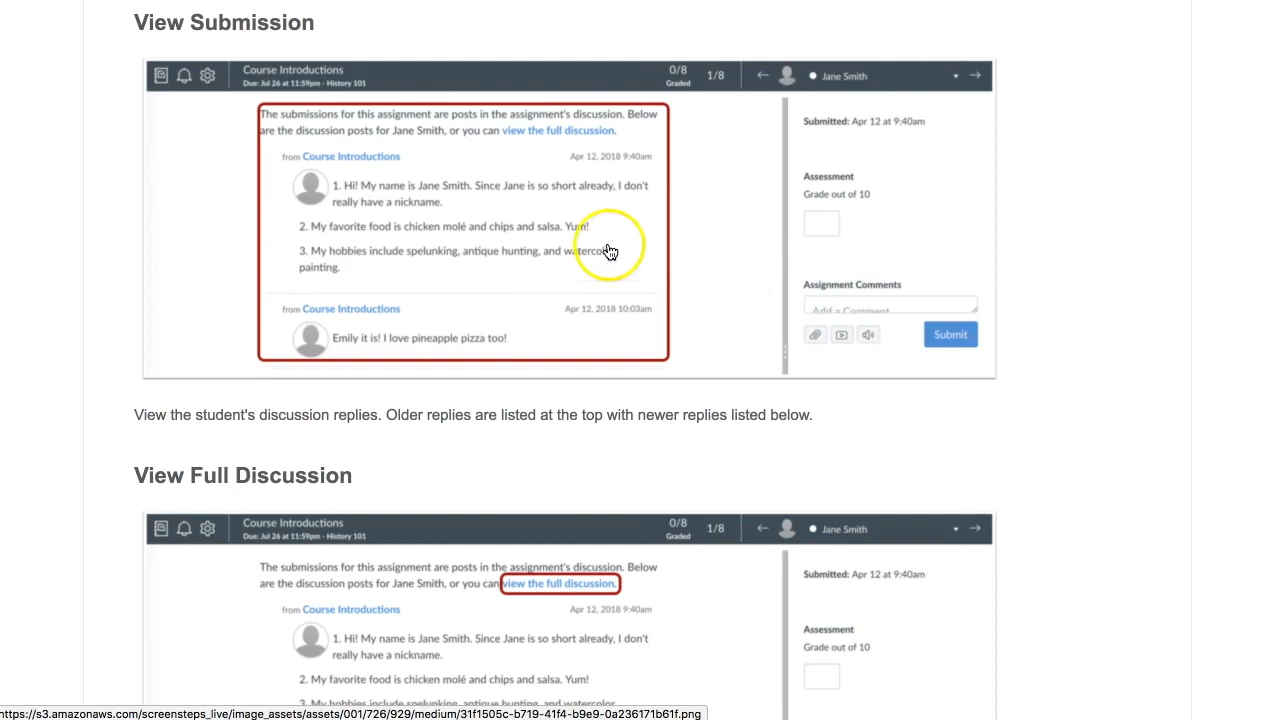 View Submission
Course Introductions
Due: Jul 26 at 11:59pm - History 101
0/8
Graded
1/8
Jane Smith
The submissions for this assignment are posts in the assignment's discussion. Below
are the discussion posts for Jane Smith, or you can view the full discussion.
from Course Introductions
Apr 12, 2018 9:40am
1. Hi! My name is Jane Smith. Since Jane is so short already, I don't
really have a nickname.
2. My favorite food is chicken molé and chips and salsa. Yum!
3. My hobbies include spelunking, antique hunting, and watercolor
painting.
from Course Introductions
Apr 12, 2018 10:03am
Emily it is! I love pineapple pizza too!
Submitted: Apr 12 at 9:40am
Assessment
Grade out of 10
Assignment Comments
Add a Comment
Submit
View the student's discussion replies. Older replies are listed at the top with newer replies listed below.
View Full Discussion
Course Introductions
Due: Jul 26 at 11:59pm - History 101
0/8
Graded
1/8
Jane Smith
The submissions for this assignment are posts in the assignment's discussion. Below
are the discussion posts for Jane Smith, or you can view the full discussion.
from Course Introductions
Apr 12, 2018 9:40am
1. Hi! My name is Jane Smith. Since Jane is so short already, I don't
really have a nickname.
2. My favorite food is chicken molé and chips and salsa. Yum!
3. My hobbies include spelunking, antique hunting, and watercolor
Submitted: Apr 12 at 9:40am
Assessment
Grade out of 10
https://s3.amazonaws.com/screensteps_live/image_assets/assets/001/726/929/medium/31f1505c-b719-41f4-b9e9-0a236171b61f.png